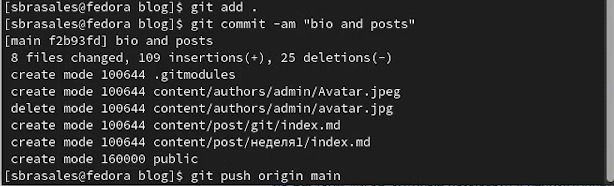 [sbrasales@fedora blog]$ git add .
[sbrasales@fedora blog]$ git commit -am "bio and posts"
[main f2b93fd] bio and posts
8 files changed, 109 insertions(+), 25 deletions(-)
create mode 100644 .gitmodules
create mode 100644 content/authors/admin/Avatar.jpeg
delete mode 100644 content/authors/admin/avatar.jpg
create mode 100644 content/post/git/index.md
create mode 100644 content/post/неделя1/index.md
create mode 160000 public
[sbrasales@fedora blog]$ git push origin main